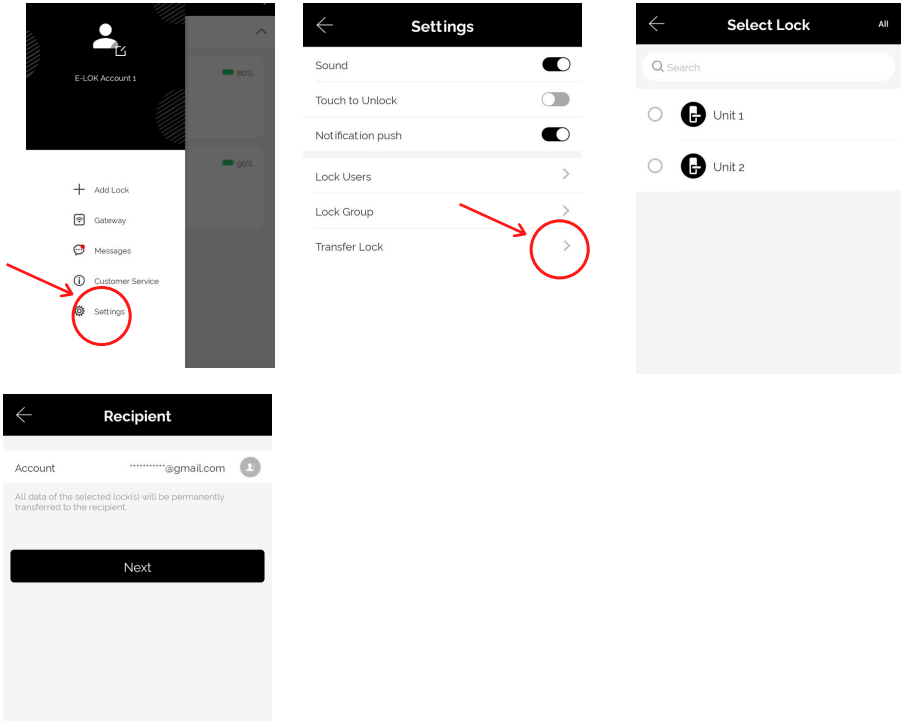 E-LOK Account 1
80%
90%
Add Lock
Gateway
Messages
Customer Service
Settings
Settings
Sound
Touch to Unlock
Notification push
Lock Users
Lock Group
Transfer Lock
Select Lock
All
Search
Unit 1
Unit 2
Recipient
Account ***********@gmail.com
All data of the selected lock(s) will be permanently
transferred to the recipient.
Next